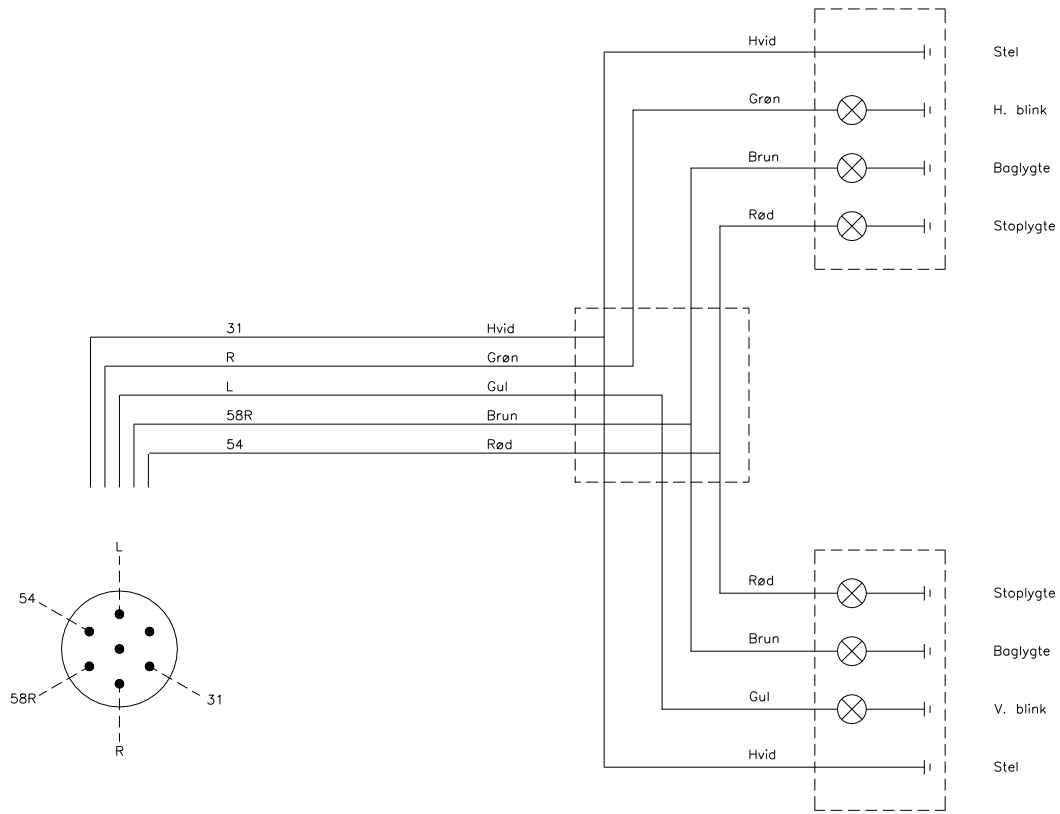 Hvid Stel
Grøn H. blink
Brun Baglygte
Rød Stoplygte
31 Hvid
R Grøn
L Gul
58R Brun
54 Rød
L
54
58R
31
R
Rød Stoplygte
Brun Baglygte
Gul V. blink
Hvid Stel